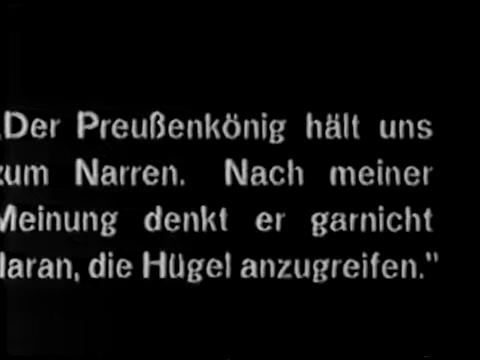 „Der Preußenkönig hält uns
zum Narren. Nach meiner
Meinung denkt er garnicht
daran, die Hügel anzugreifen."